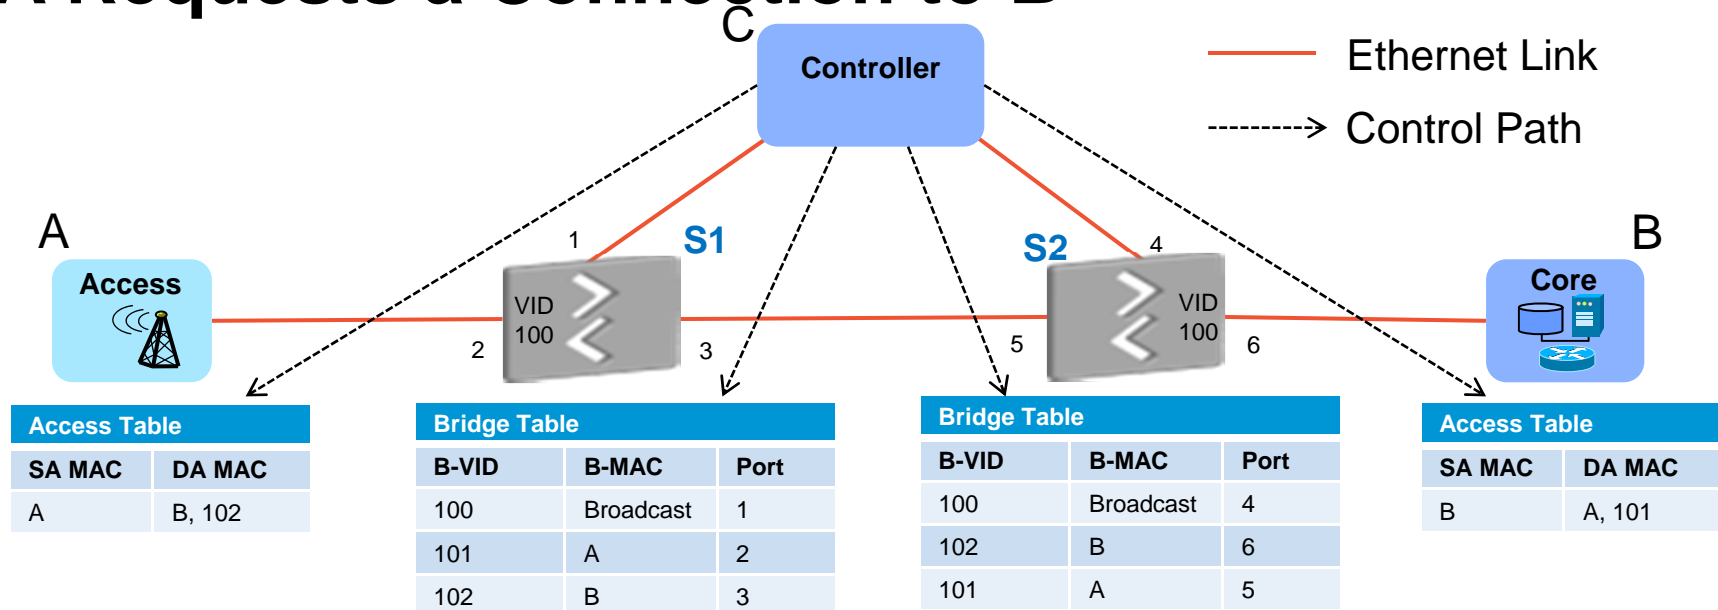 A Requests a Connection to B
C
Controller
Ethernet Link
Control Path
A
B
Access
Core
1
S1
S2
4
VID
100
VID
100
2
3
5
6
Access Table
SA MAC DA MAC
A B, 102
Bridge Table
B-VID B-MAC Port
100 Broadcast 1
101 A 2
102 B 3
Bridge Table
B-VID B-MAC Port
100 Broadcast 4
102 B 6
101 A 5
Access Table
SA MAC DA MAC
B A, 101